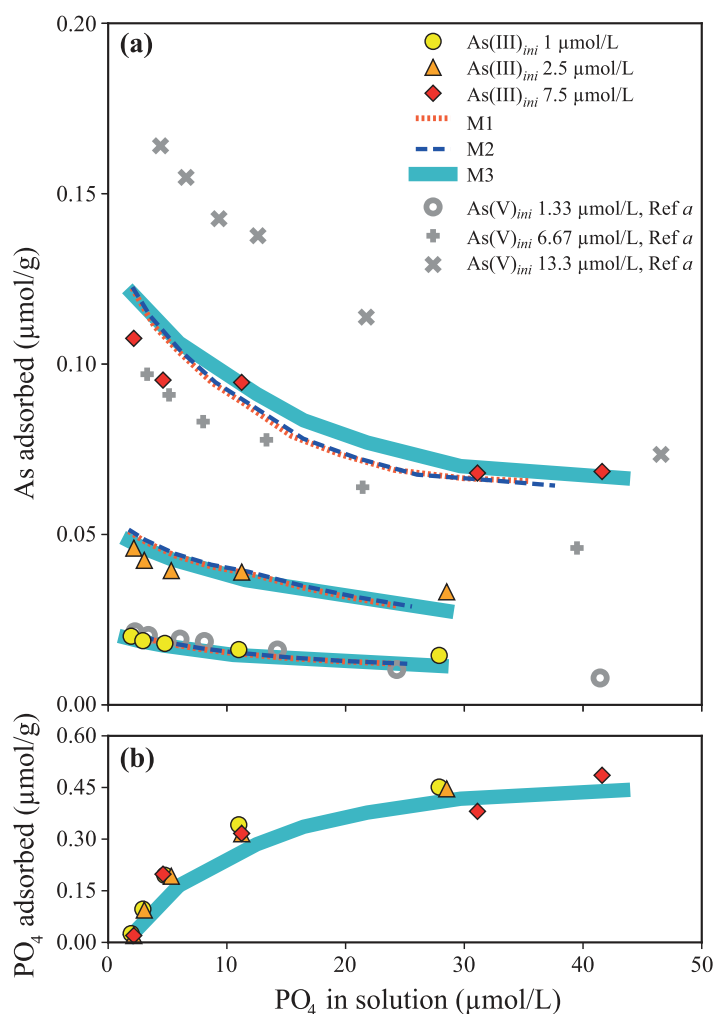 0.20
(a)
As(III)ini 1 µmol/L
As(III)ini 2.5 µmol/L
As(III)ini 7.5 µmol/L
M1
M2
M3
As(V)ini 1.33 µmol/L, Ref a
As(V)ini 6.67 µmol/L, Ref a
As(V)ini 13.3 µmol/L, Ref a
0.15
0.10
0.05
0.00
As adsorbed (µmol/g)
(b)
0.60
0.45
0.30
0.15
0.00
PO4 adsorbed (µmol/g)
0 10 20 30 40 50
PO4 in solution (µmol/L)